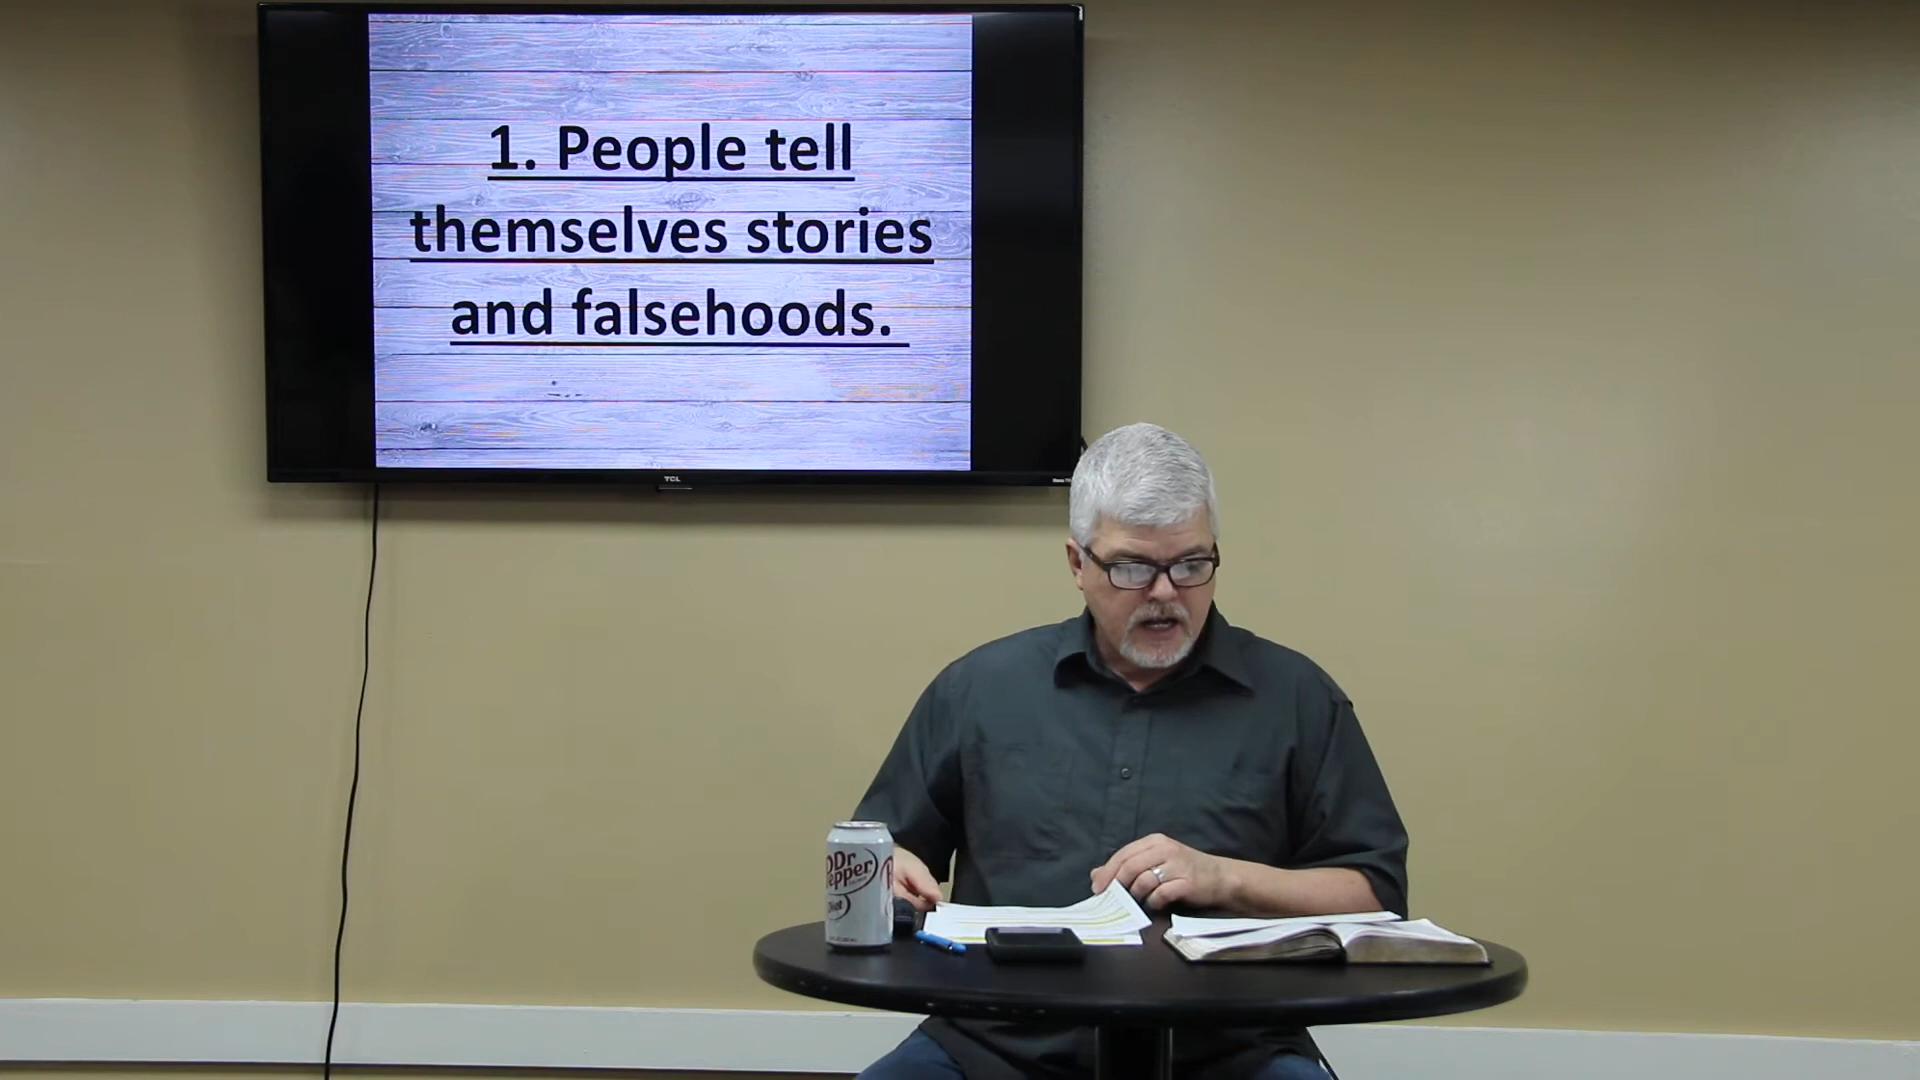 1. People tell
themselves stories
and falsehoods.
TCL
Dr
Pepper
Diet